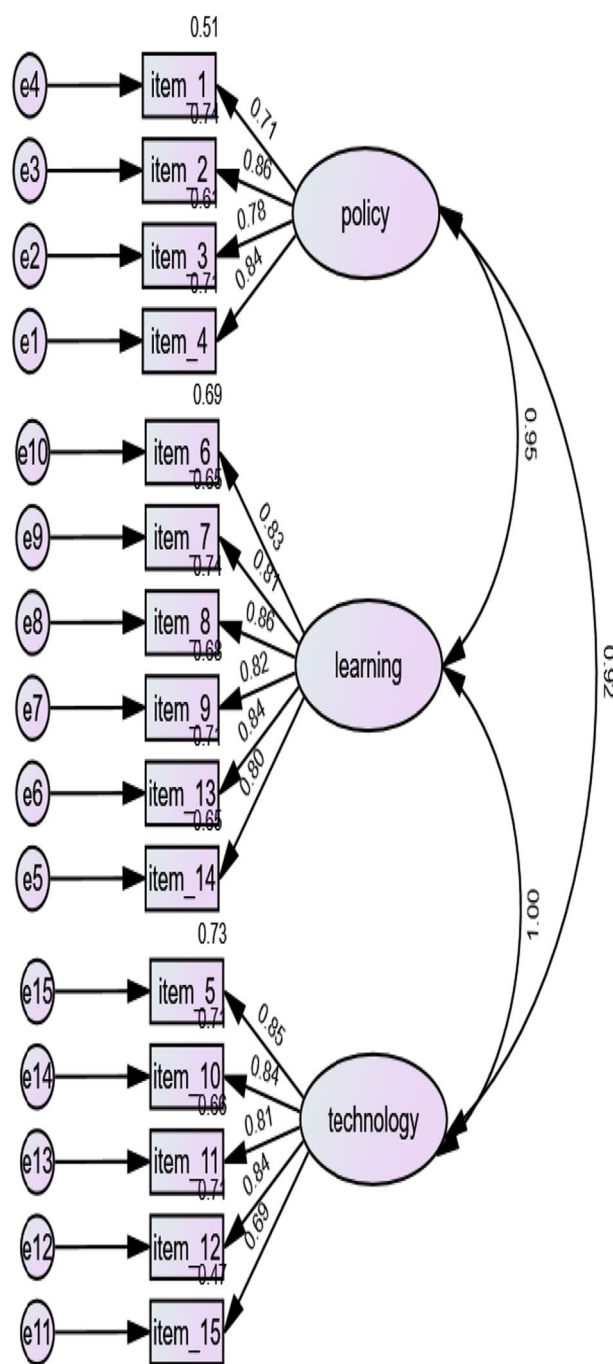 0.51
e4
item_1
0.71
0.74
e3
item_2
0.86
policy
0.61
e2
item_3
0.78
0.71
e1
item_4
0.84
0.95
0.69
e10
item_6
0.83
0.65
e9
item_7
0.81
0.74
e8
item_8
0.86
learning
0.92
0.68
e7
item_9
0.82
0.71
e6
item_13
0.84
0.65
e5
item_14
0.80
1.00
0.73
e15
item_5
0.85
0.71
e14
item_10
0.84
technology
0.66
e13
item_11
0.81
0.71
e12
item_12
0.84
0.47
e11
item_15
0.69